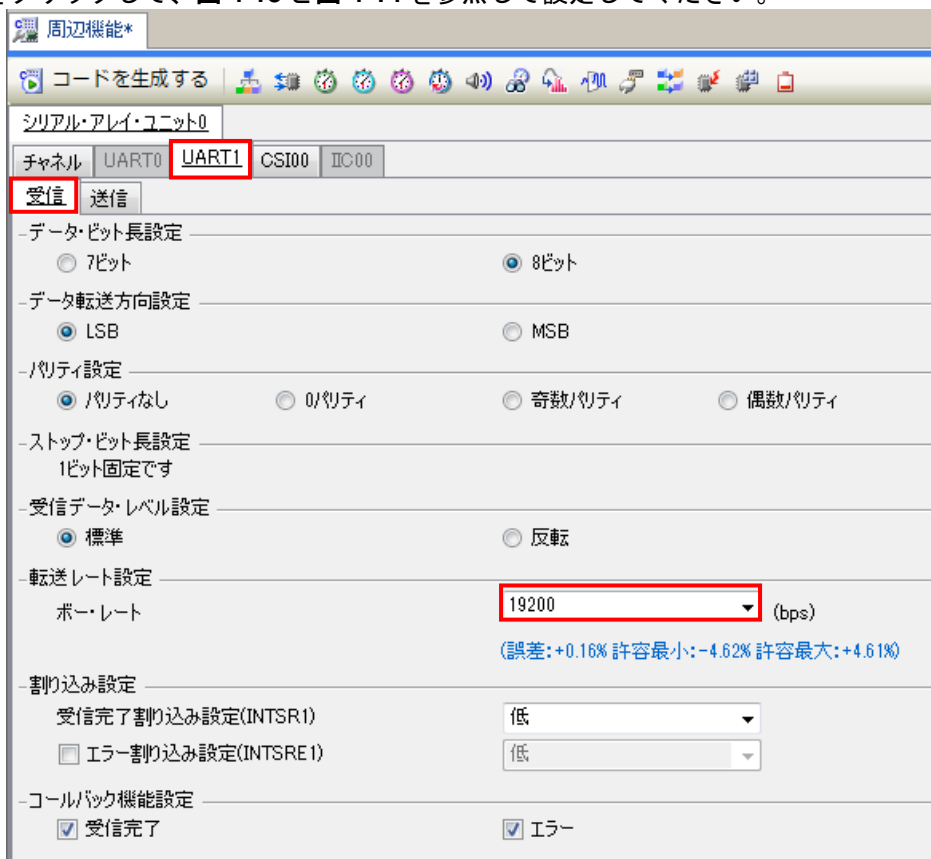 周辺機能*
コードを生成する
シリアル・アレイ・ユニット0
チャネル UART0 UART1 CSI00 IIC00
受信 送信
データ・ビット長設定
7ビット 8ビット
データ転送方向設定
LSB MSB
パリティ設定
パリティなし 0パリティ 奇数パリティ 偶数パリティ
ストップ・ビット長設定
1ビット固定です
受信データ・レベル設定
標準 反転
転送レート設定
ボー・レート 19200 (bps)
(誤差:+0.16% 許容最小:-4.62% 許容最大:+4.61%)
割り込み設定
受信完了割り込み設定(INTSR1) 低
エラー割り込み設定(INTSRE1) 低
コールバック機能設定
受信完了 エラー